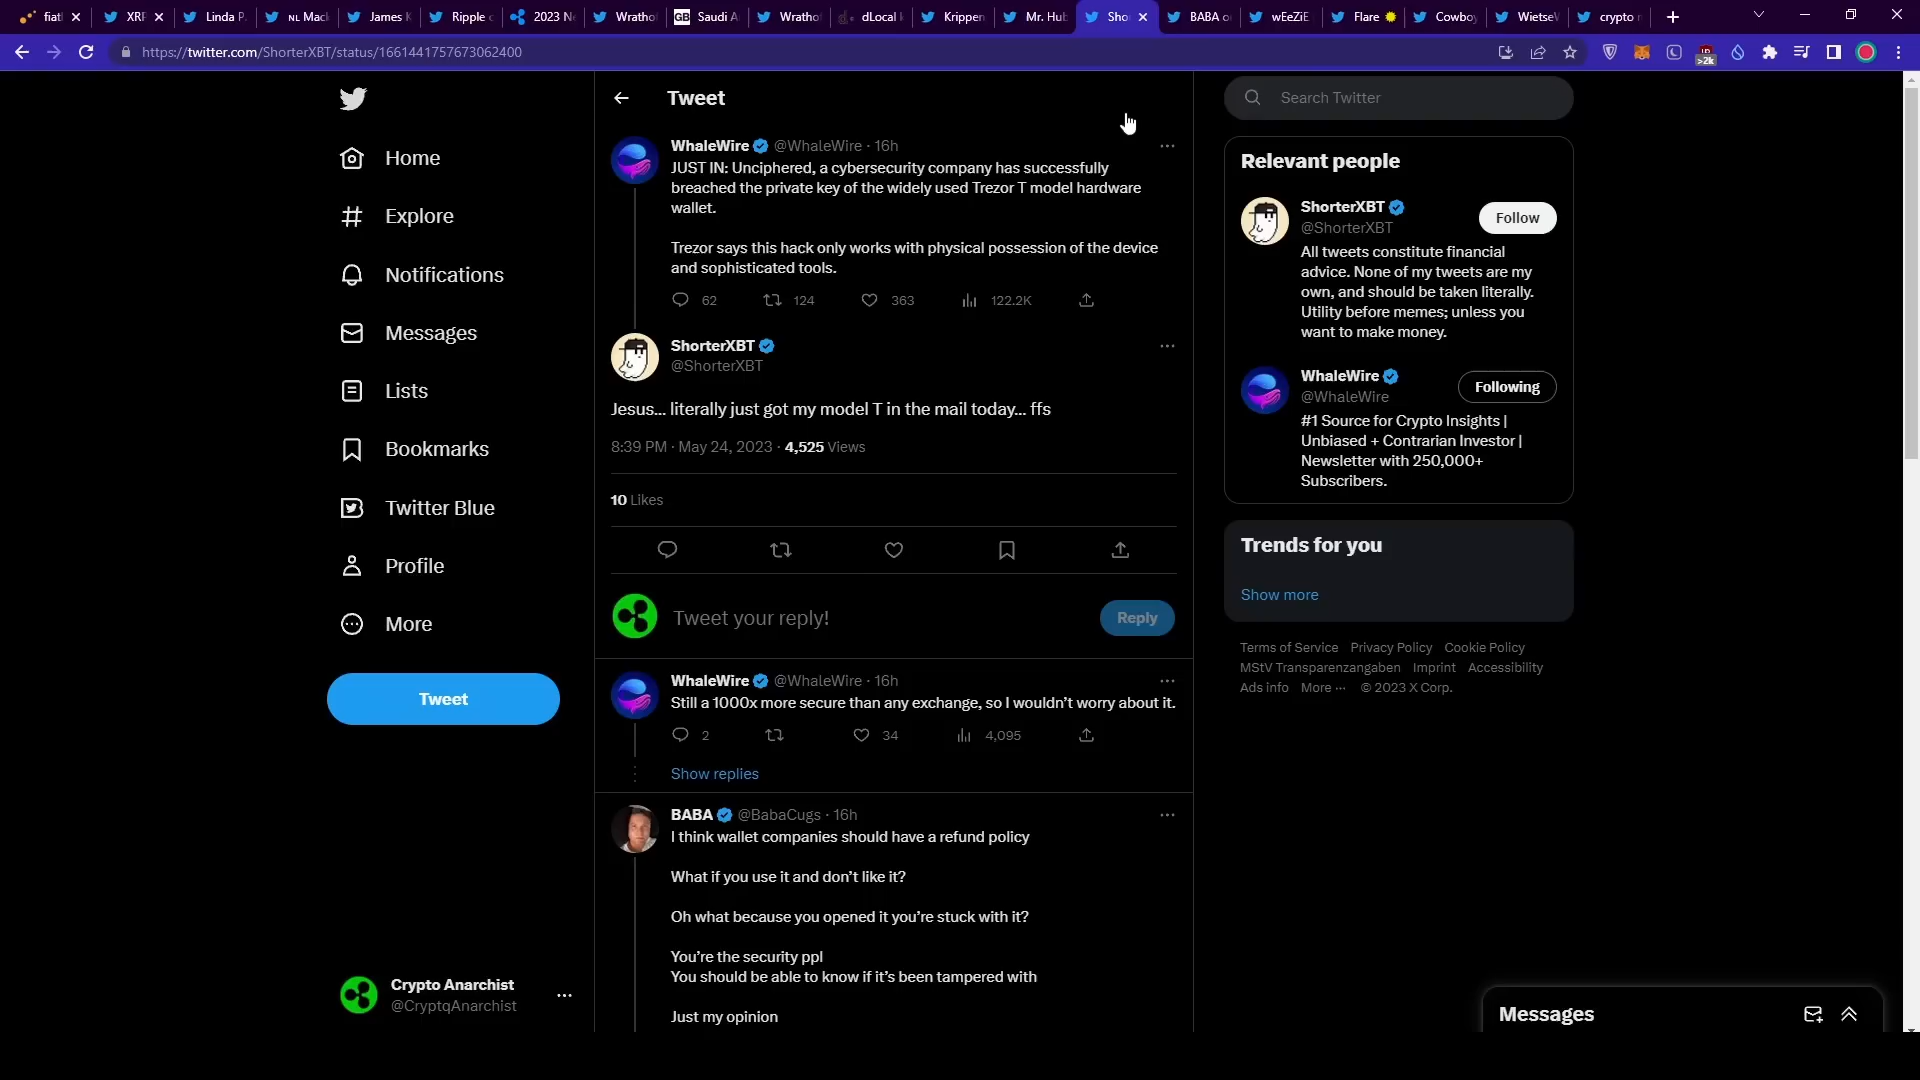 fiatl
XRP
Linda P.
NL Mack
James K
Ripple c
2023 Ne
Wrathof
GB Saudi A
Wrathof
dLocal
Krippen
Mr. Hub
Sho
BABA o
wEeZiE
Flare
Cowboy
WietseW
crypto
https://twitter.com/ShorterXBT/status/1661441757673062400
>2k
Home
Explore
Notifications
Messages
Lists
Bookmarks
Twitter Blue
Profile
More
Tweet
Crypto Anarchist
@CryptqAnarchist
Tweet
WhaleWire @WhaleWire · 16h
JUST IN: Unciphered, a cybersecurity company has successfully
breached the private key of the widely used Trezor T model hardware
wallet.
Trezor says this hack only works with physical possession of the device
and sophisticated tools.
62 124 363 122.2K
ShorterXBT
@ShorterXBT
Jesus... literally just got my model T in the mail today... ffs
8:39 PM · May 24, 2023 · 4,525 Views
10 Likes
Tweet your reply!
Reply
WhaleWire @WhaleWire · 16h
Still a 1000x more secure than any exchange, so I wouldn’t worry about it.
2 34 4,095
Show replies
BABA @BabaCugs · 16h
I think wallet companies should have a refund policy
What if you use it and don’t like it?
Oh what because you opened it you’re stuck with it?
You’re the security ppl
You should be able to know if it’s been tampered with
Just my opinion
Search Twitter
Relevant people
ShorterXBT
@ShorterXBT
Follow
All tweets constitute financial
advice. None of my tweets are my
own, and should be taken literally.
Utility before memes; unless you
want to make money.
WhaleWire
@WhaleWire
Following
#1 Source for Crypto Insights |
Unbiased + Contrarian Investor |
Newsletter with 250,000+
Subscribers.
Trends for you
Show more
Terms of Service Privacy Policy Cookie Policy
MStV Transparenzangaben Imprint Accessibility
Ads info More ··· © 2023 X Corp.
Messages